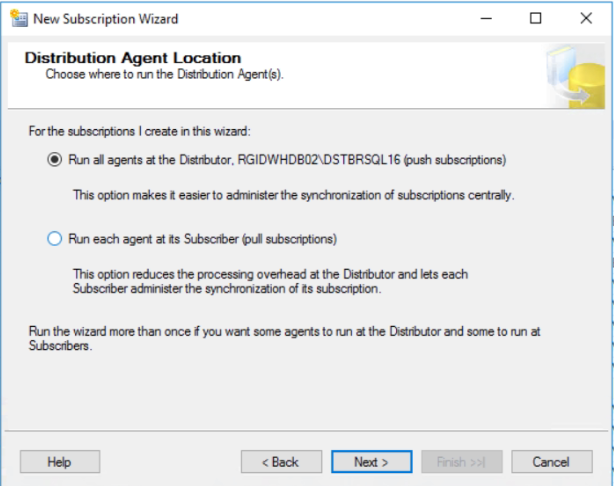 New Subscription Wizard
Distribution Agent Location
Choose where to run the Distribution Agent(s).
For the subscriptions I create in this wizard:
Run all agents at the Distributor, RGIDWHDB02\DSTBRSQL16 (push subscriptions)
This option makes it easier to administer the synchronization of subscriptions centrally.
Run each agent at its Subscriber (pull subscriptions)
This option reduces the processing overhead at the Distributor and lets each
Subscriber administer the synchronization of its subscription.
Run the wizard more than once if you want some agents to run at the Distributor and some to run at
Subscribers.
Help
< Back
Next >
Finish >>|
Cancel